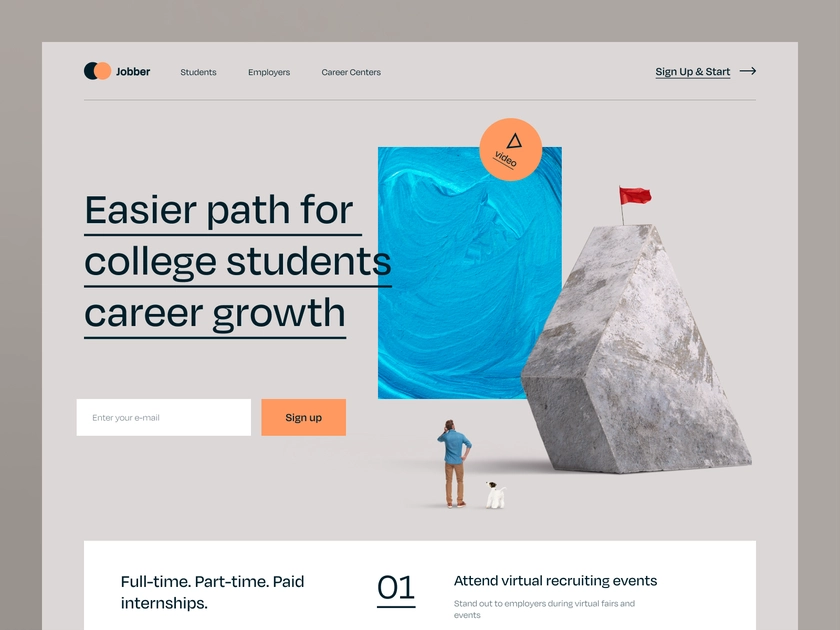 Jobber
Students
Employers
Career Centers
Sign Up & Start
video
Easier path for
college students
career growth
Enter your e-mail
Sign up
Full-time. Part-time. Paid
internships.
01
Attend virtual recruiting events
Stand out to employers during virtual fairs and
events